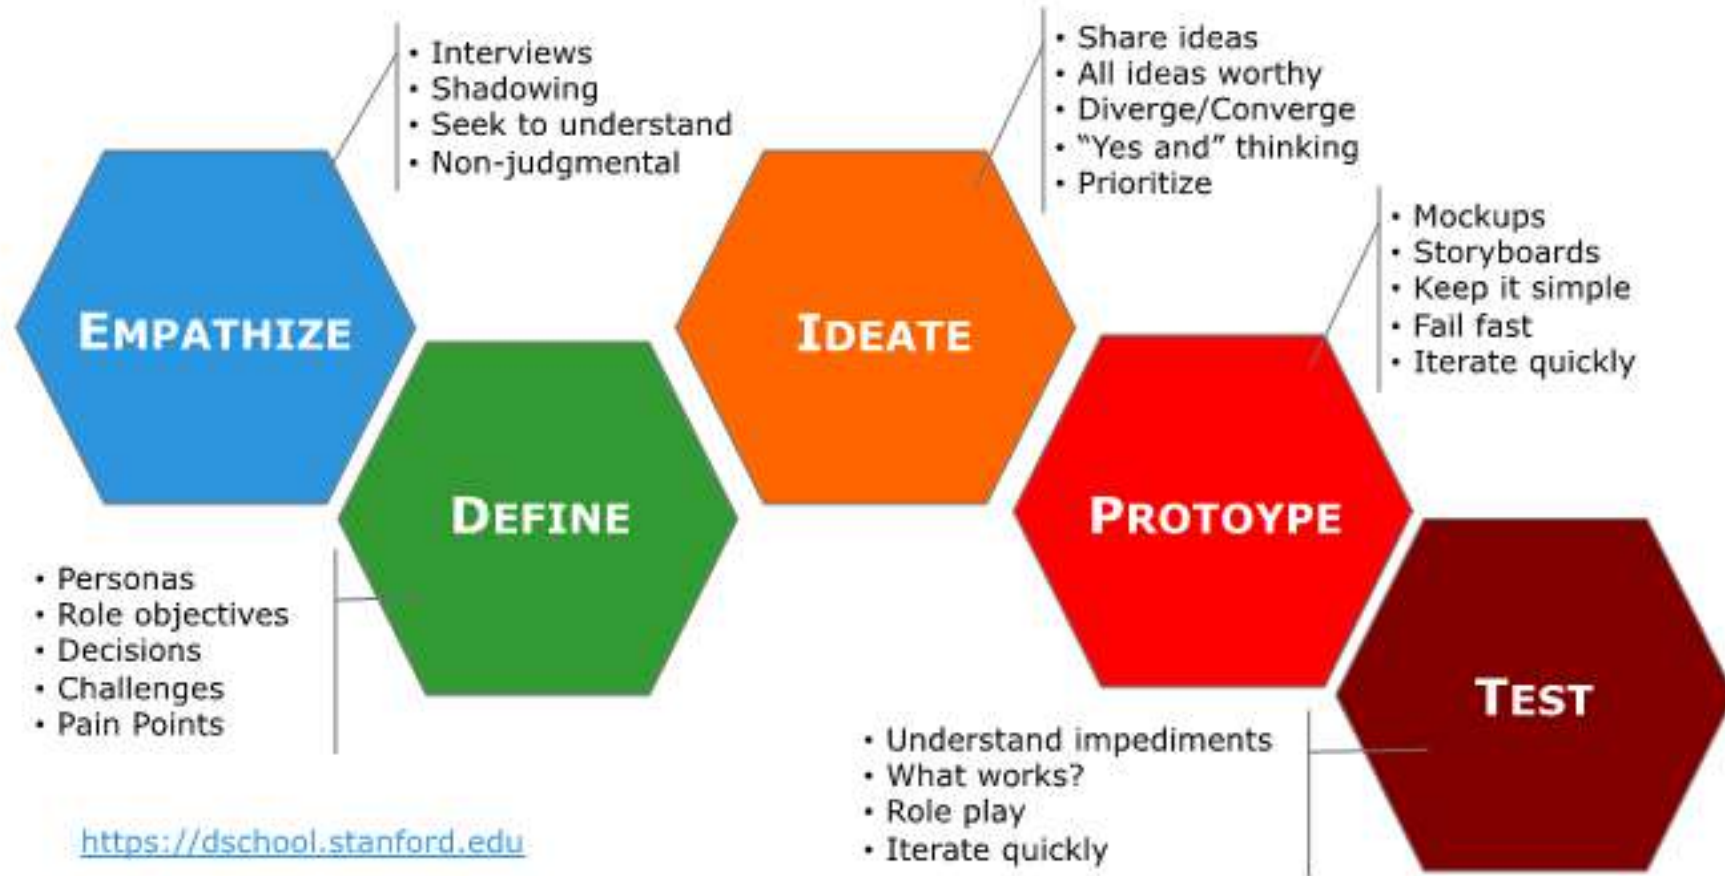 • Interviews
• Shadowing
• Seek to understand
• Non-judgmental
EMPATHIZE
• Personas
• Role objectives
• Decisions
• Challenges
• Pain Points
DEFINE
• Share ideas
• All ideas worthy
• Diverge/Converge
• “Yes and” thinking
• Prioritize
IDEATE
• Mockups
• Storyboards
• Keep it simple
• Fail fast
• Iterate quickly
PROTOYPE
• Understand impediments
• What works?
• Role play
• Iterate quickly
TEST
https://dschool.stanford.edu